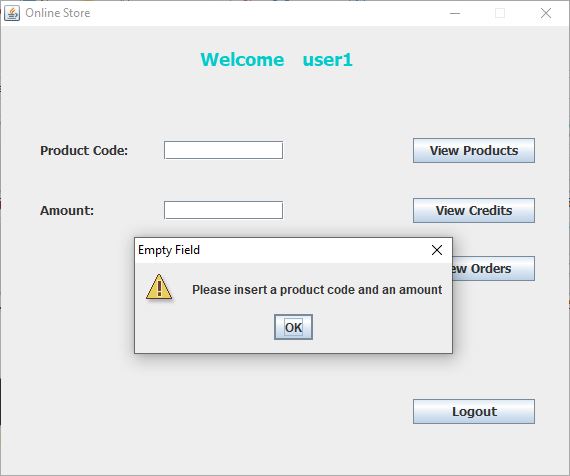 Online Store
Welcome user1
Product Code:
View Products
Amount:
View Credits
Empty Field
Orders
Please insert a product code and an amount
OK
Logout